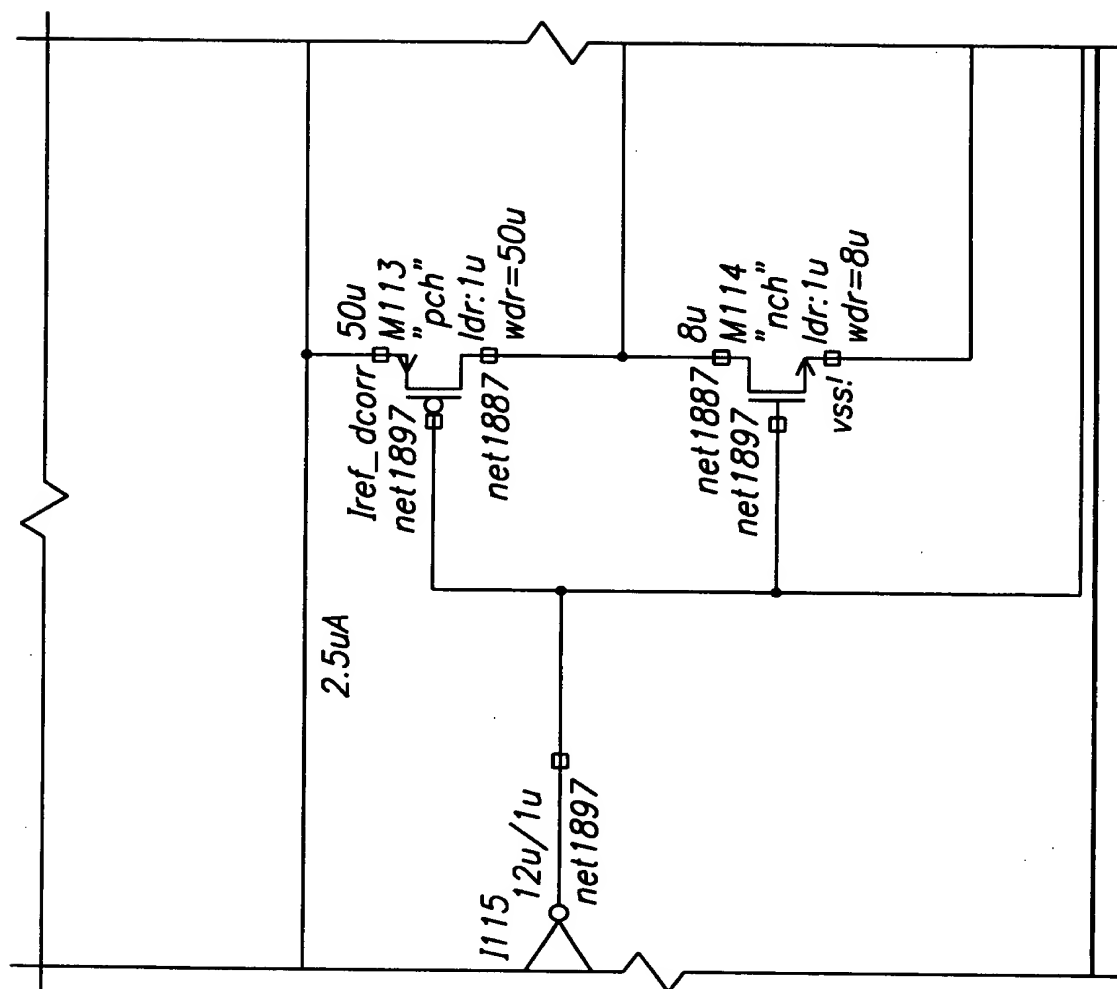 50u
M113
"pch"
ldr:1u
wdr=50u
Iref_dcorr
net1897
net1887
8u
M114
"nch"
ldr:1u
wdr=8u
net1887
net1897
vss!
2.5uA
I115
12u/1u
net1897